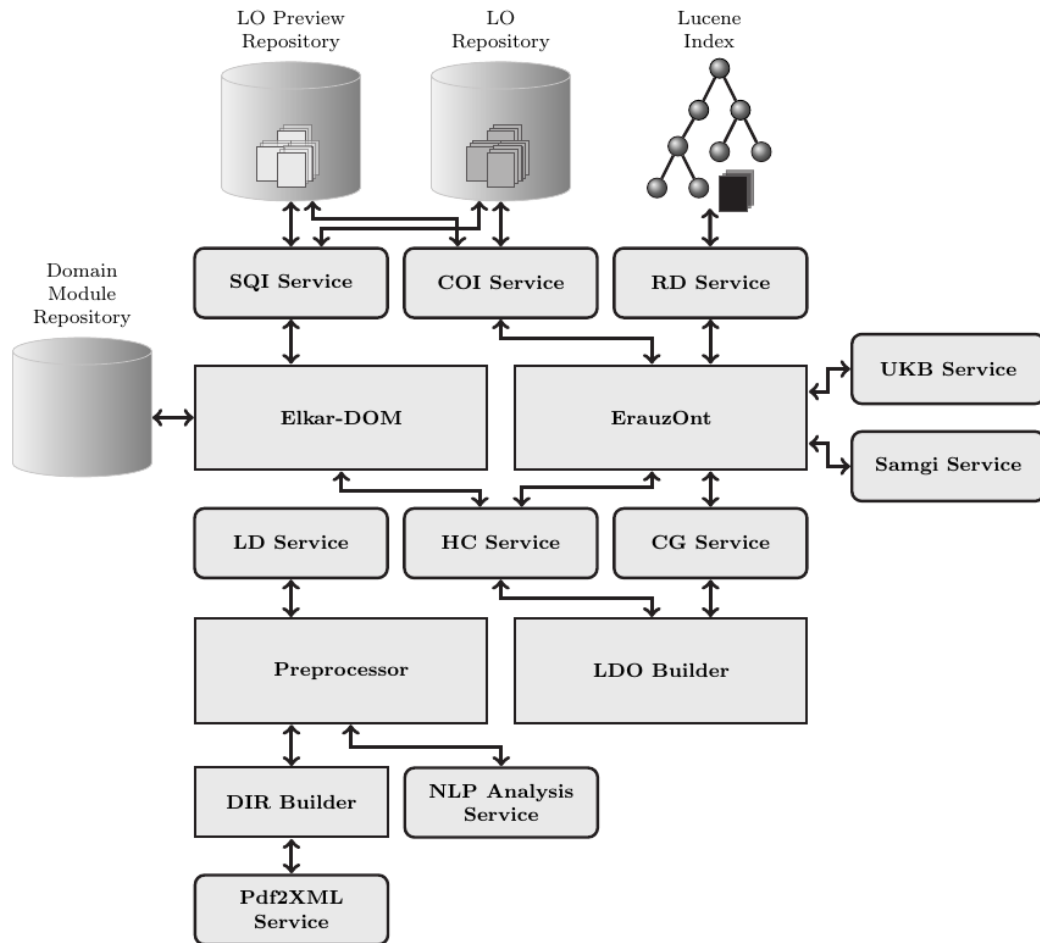 LO Preview
Repository
LO
Repository
Lucene
Index
SQI Service
COI Service
RD Service
Domain
Module
Repository
UKB Service
Elkar-DOM
ErauzOnt
Samgi Service
LD Service
HC Service
CG Service
Preprocessor
LDO Builder
DIR Builder
NLP Analysis
Service
Pdf2XML
Service